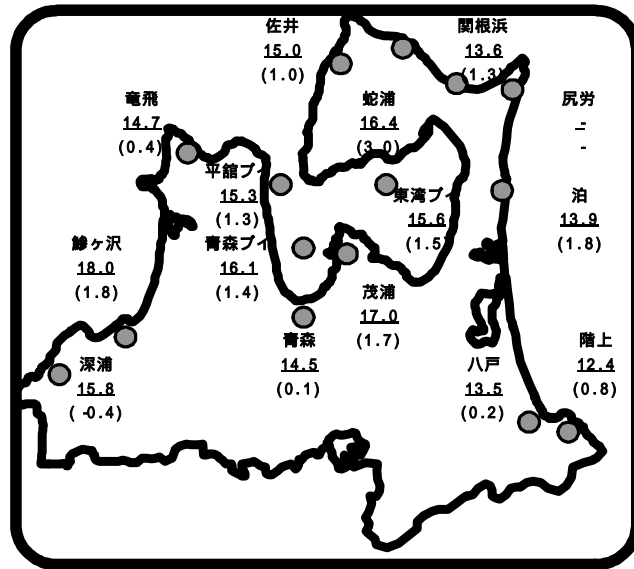 佐井
15.0
(1.0)
関根浜
13.6
(1.3)
竜飛
14.7
(0.4)
蛇浦
16.4
(3.0)
尻労
-
-
平舘ブイ
15.3
(1.3)
東湾ブイ
15.6
(1.5)
泊
13.9
(1.8)
鰺ヶ沢
18.0
(1.8)
青森ブイ
16.1
(1.4)
茂浦
17.0
(1.7)
深浦
15.8
( -0.4)
青森
14.5
(0.1)
八戸
13.5
(0.2)
階上
12.4
(0.8)